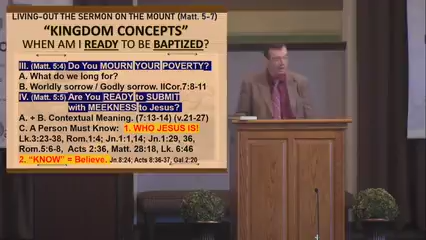 LIVING–OUT THE SERMON ON THE MOUNT (Matt. 5–7)
“KINGDOM CONCEPTS”
WHEN AM I READY TO BE BAPTIZED?
III. (Matt. 5:4) Do You MOURN YOUR POVERTY?
A. What do we long for?
B. Worldly sorrow / Godly sorrow. IICor.7:8-11
IV. (Matt. 5:5) Are You READY to SUBMIT
with MEEKNESS to Jesus?
A. + B. Contextual Meaning. (7:13-14) (v.21-27)
C. A Person Must Know: 1. WHO JESUS IS!
Lk.3:23-38, Rom.1:4; Jn.1:1,14; Jn.1:29, 36,
Rom.5:6-8, Acts 2:36, Matt. 28:18, Lk. 6:46
2. “KNOW” = Believe. Jn.8:24; Acts 8:36-37, Gal 2:20